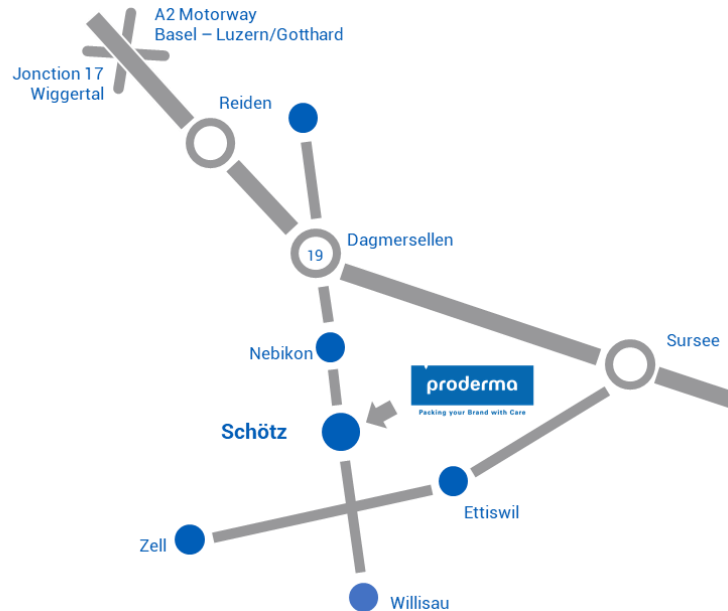 A2 Motorway
Basel – Luzern/Gotthard
Jonction 17
Wiggertal
Reiden
Dagmersellen
19
Sursee
Nebikon
proderma
Packing your Brand with Care
Schötz
Ettiswil
Zell
Willisau